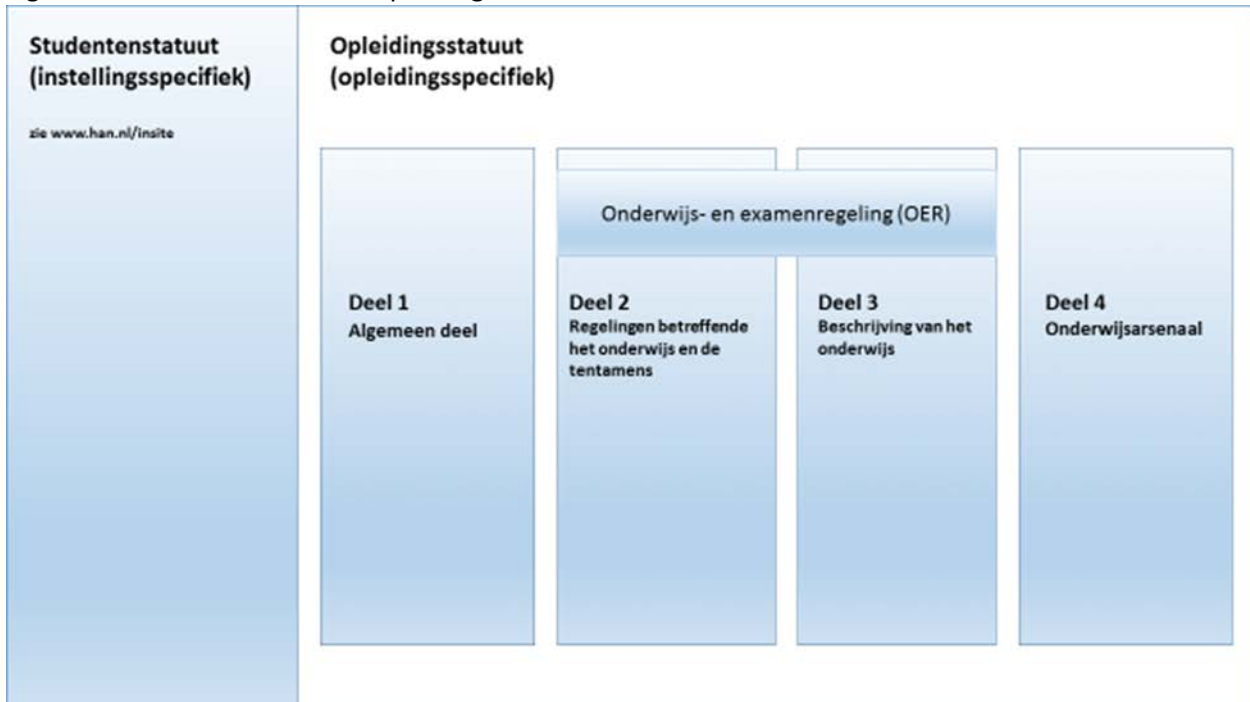 Studentenstatuut
(instellingsspecifiek)
zie www.han.nl/insite
Opleidingsstatuut
(opleidingsspecifiek)
Onderwijs- en examenregeling (OER)
Deel 1
Algemeen deel
Deel 2
Regelingen betreffende
het onderwijs en de
tentamens
Deel 3
Beschrijving van het
onderwijs
Deel 4
Onderwijsarsenaal